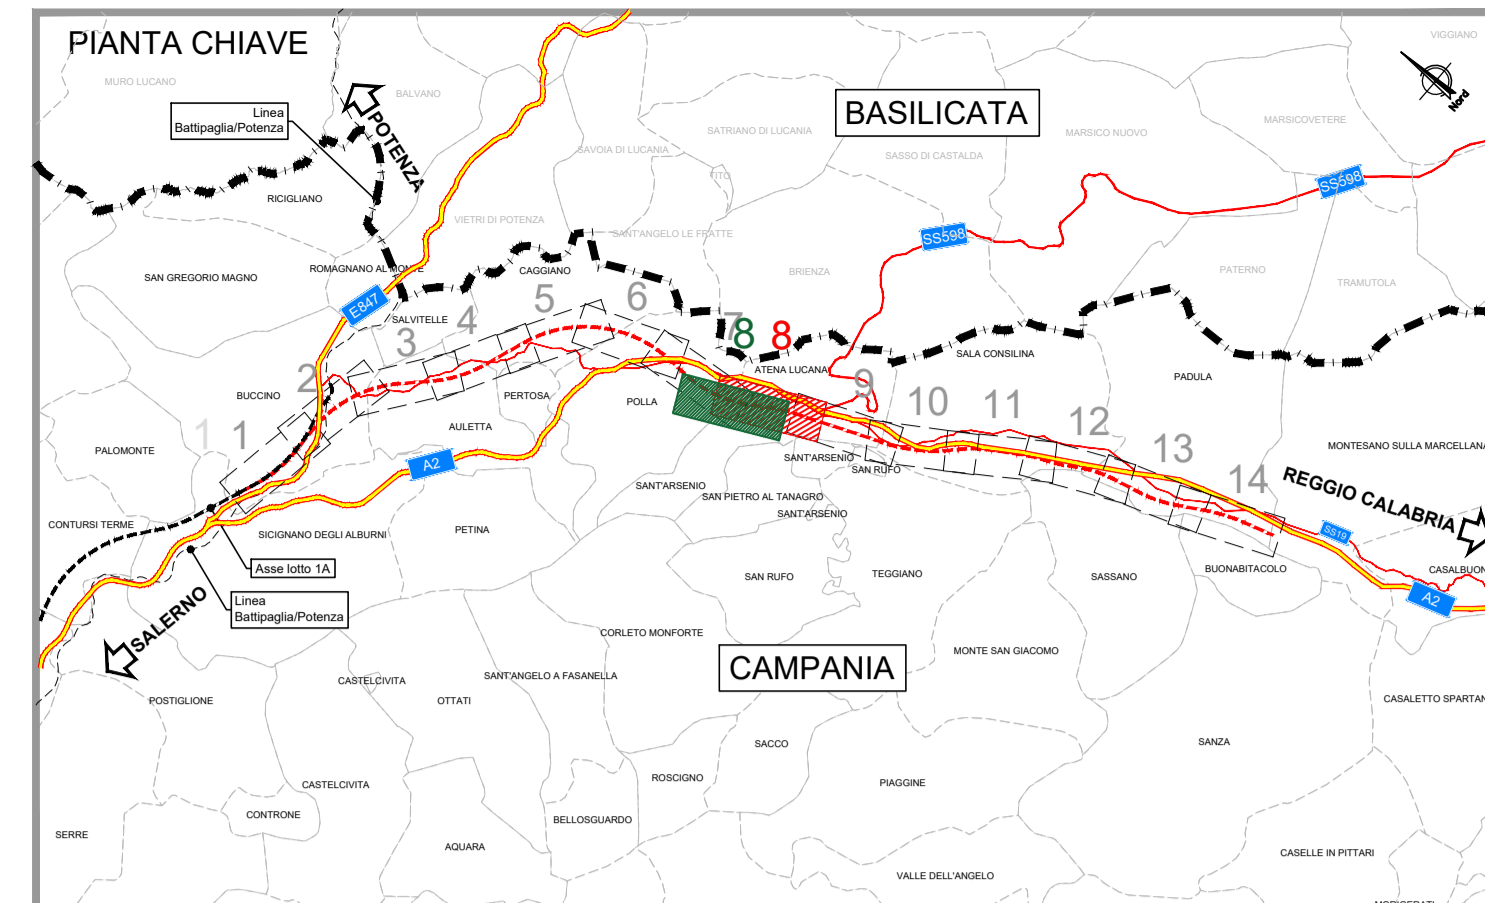 PIANTA CHIAVE
VIGGIANO
MURO LUCANO
BALVANO
Nord
Linea
Battipaglia/Potenza
POTENZA
BASILICATA
SATRIANO DI LUCANIA
MARSICO NUOVO
MARSICOVETERE
SAVOIA DI LUCANIA
SASSO DI CASTALDA
TITO
SS598
RICIGLIANO
VIETRI DI POTENZA
SANT'ANGELO LE FRATTE
SS598
SAN GREGORIO MAGNO
ROMAGNANO AL MONTE
CAGGIANO
BRIENZA
PATERNO
TRAMUTOLA
E847
SALVITELLE
3
4
5
6
7
8
8
ATENA LUCANA
SALA CONSILINA
PADULA
2
BUCCINO
PERTOSA
POLLA
9
10
11
12
13
14
1
1
AULETTA
PALOMONTE
A2
SANT'ARSENIO
SAN RUFO
MONTESANO SULLA MARCELLANA
SANT'ARSENIO
SAN PIETRO AL TANAGRO
SANT'ARSENIO
REGGIO CALABRIA
CONTURSI TERME
SICIGNANO DEGLI ALBURNI
PETINA
SS19
Asse lotto 1A
SAN RUFO
TEGGIANO
SASSANO
BUONABITACOLO
CASALBUON
A2
Linea
Battipaglia/Potenza
SALERNO
CORLETO MONFORTE
CAMPANIA
MONTE SAN GIACOMO
POSTIGLIONE
CASTELCIVITA
OTTATI
SANT'ANGELO A FASANELLA
CASALETTO SPARTAN
SACCO
SANZA
CASTELCIVITA
ROSCIGNO
PIAGGINE
CONTRONE
BELLOSGUARDO
SERRE
AQUARA
CASELLE IN PITTARI
VALLE DELL'ANGELO